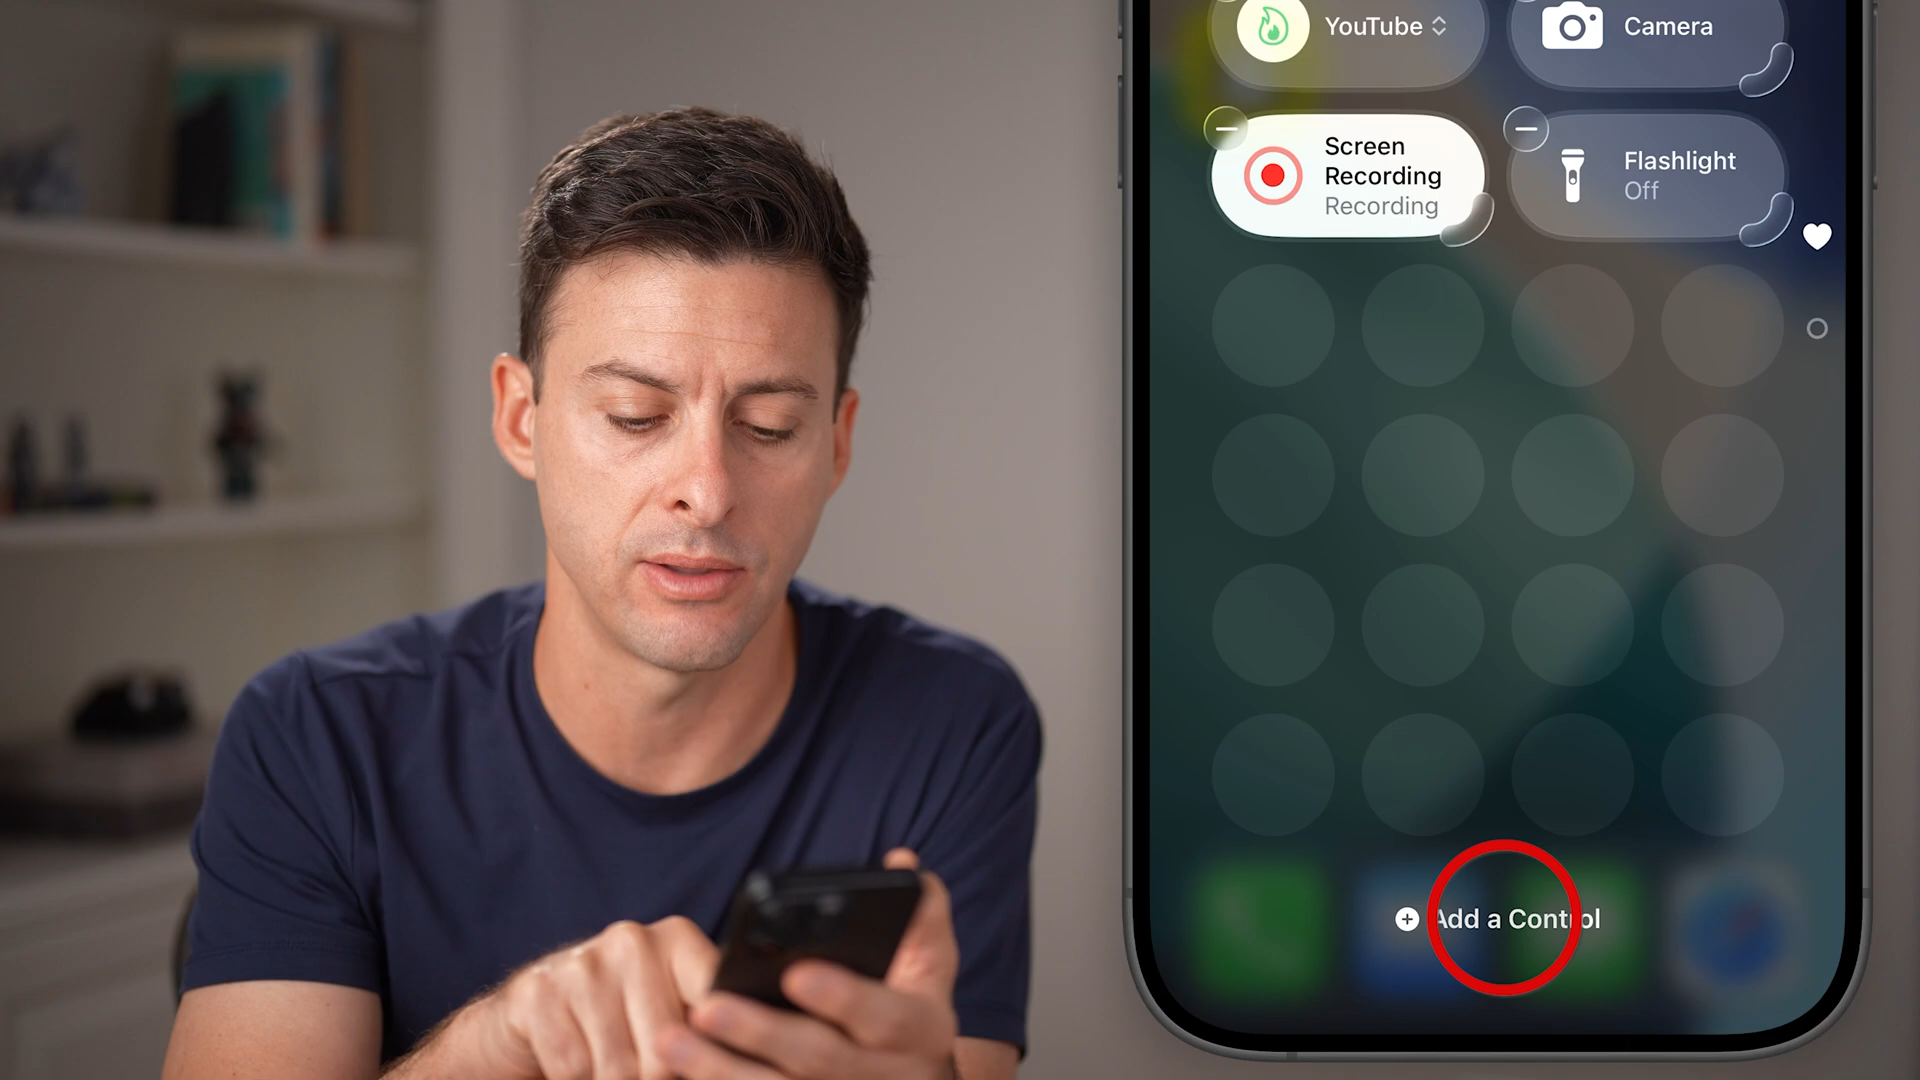 YouTube
Camera
Screen
Recording
Recording
Flashlight
Off
Add a Control